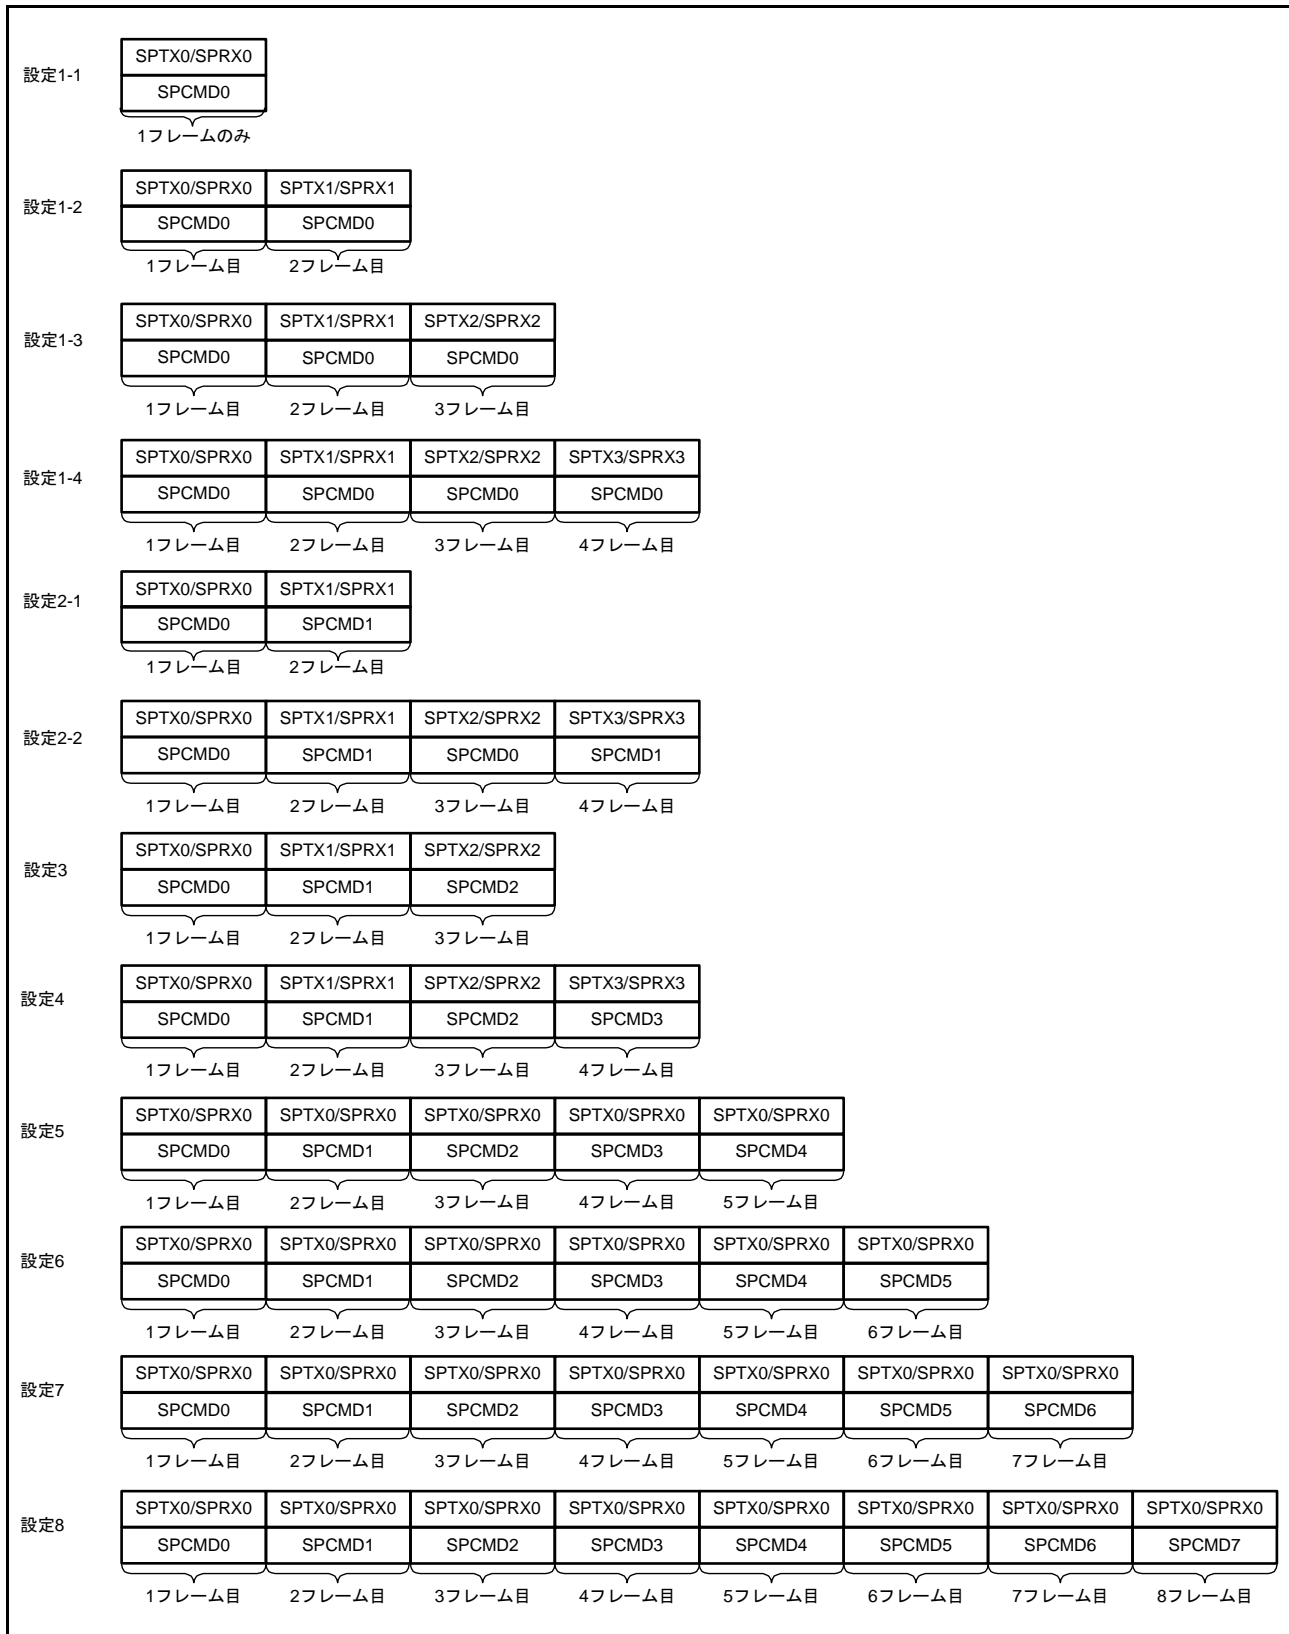 設定1-1
SPTX0/SPRX0
SPCMD0
1フレームのみ
設定1-2
SPTX0/SPRX0 SPTX1/SPRX1
SPCMD0 SPCMD0
1フレーム目 2フレーム目
設定1-3
SPTX0/SPRX0 SPTX1/SPRX1 SPTX2/SPRX2
SPCMD0 SPCMD0 SPCMD0
1フレーム目 2フレーム目 3フレーム目
設定1-4
SPTX0/SPRX0 SPTX1/SPRX1 SPTX2/SPRX2 SPTX3/SPRX3
SPCMD0 SPCMD0 SPCMD0 SPCMD0
1フレーム目 2フレーム目 3フレーム目 4フレーム目
設定2-1
SPTX0/SPRX0 SPTX1/SPRX1
SPCMD0 SPCMD1
1フレーム目 2フレーム目
設定2-2
SPTX0/SPRX0 SPTX1/SPRX1 SPTX2/SPRX2 SPTX3/SPRX3
SPCMD0 SPCMD1 SPCMD0 SPCMD1
1フレーム目 2フレーム目 3フレーム目 4フレーム目
設定3
SPTX0/SPRX0 SPTX1/SPRX1 SPTX2/SPRX2
SPCMD0 SPCMD1 SPCMD2
1フレーム目 2フレーム目 3フレーム目
設定4
SPTX0/SPRX0 SPTX1/SPRX1 SPTX2/SPRX2 SPTX3/SPRX3
SPCMD0 SPCMD1 SPCMD2 SPCMD3
1フレーム目 2フレーム目 3フレーム目 4フレーム目
設定5
SPTX0/SPRX0 SPTX0/SPRX0 SPTX0/SPRX0 SPTX0/SPRX0 SPTX0/SPRX0
SPCMD0 SPCMD1 SPCMD2 SPCMD3 SPCMD4
1フレーム目 2フレーム目 3フレーム目 4フレーム目 5フレーム目
設定6
SPTX0/SPRX0 SPTX0/SPRX0 SPTX0/SPRX0 SPTX0/SPRX0 SPTX0/SPRX0 SPTX0/SPRX0
SPCMD0 SPCMD1 SPCMD2 SPCMD3 SPCMD4 SPCMD5
1フレーム目 2フレーム目 3フレーム目 4フレーム目 5フレーム目 6フレーム目
設定7
SPTX0/SPRX0 SPTX0/SPRX0 SPTX0/SPRX0 SPTX0/SPRX0 SPTX0/SPRX0 SPTX0/SPRX0 SPTX0/SPRX0
SPCMD0 SPCMD1 SPCMD2 SPCMD3 SPCMD4 SPCMD5 SPCMD6
1フレーム目 2フレーム目 3フレーム目 4フレーム目 5フレーム目 6フレーム目 7フレーム目
設定8
SPTX0/SPRX0 SPTX0/SPRX0 SPTX0/SPRX0 SPTX0/SPRX0 SPTX0/SPRX0 SPTX0/SPRX0 SPTX0/SPRX0 SPTX0/SPRX0
SPCMD0 SPCMD1 SPCMD2 SPCMD3 SPCMD4 SPCMD5 SPCMD6 SPCMD7
1フレーム目 2フレーム目 3フレーム目 4フレーム目 5フレーム目 6フレーム目 7フレーム目 8フレーム目